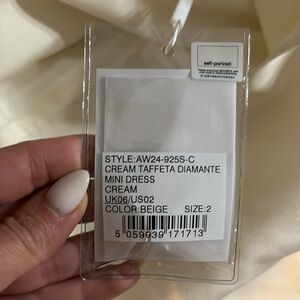 self-portrait
STYLE:AW24-925S-C
CREAM TAFFETA DIAMANTE
MINI DRESS
CREAM
UK06/US02
COLOR:BEIGE SIZE:2
5 059939 171713